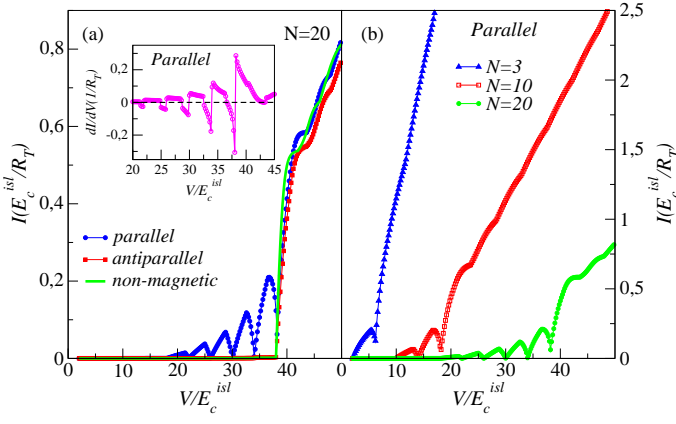 (a)
N=20
Parallel
dI/dV(1/R_T)
0,2
0
-0,2
20 25 30 35 40 45
V/E_c^isl
I(E_c^isl/R_T)
0,8
0,6
0,4
0,2
0
parallel
antiparallel
non-magnetic
0 10 20 30 40 0
V/E_c^isl
(b)
Parallel
N=3
N=10
N=20
2,5
2
1,5
1
0,5
0
I(E_c^isl/R_T)
10 20 30 40 50
V/E_c^isl